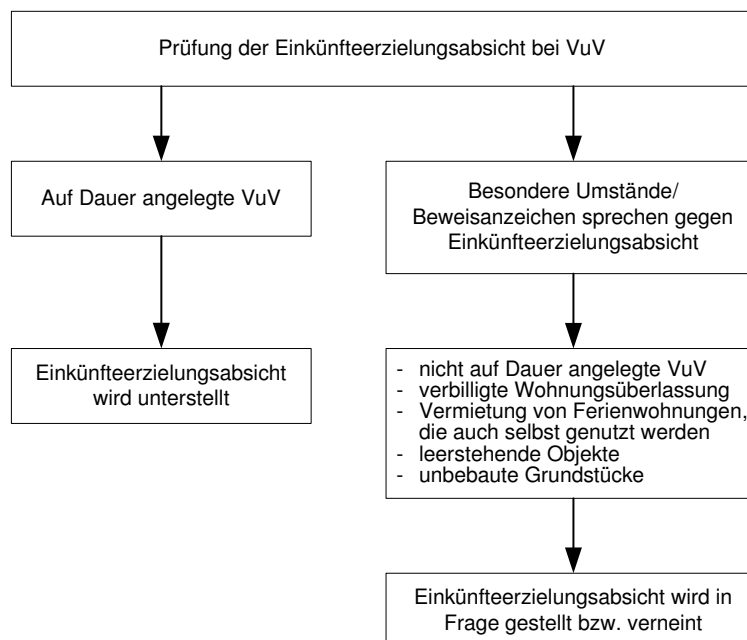 Prüfung der Einkünfteerzielungsabsicht bei VuV
Auf Dauer angelegte VuV
Einkünfteerzielungsabsicht
wird unterstellt
Besondere Umstände/
Beweisanzeichen sprechen gegen
Einkünfteerzielungsabsicht
- nicht auf Dauer angelegte VuV
- verbilligte Wohnungsüberlassung
- Vermietung von Ferienwohnungen,
die auch selbst genutzt werden
- leerstehende Objekte
- unbebaute Grundstücke
Einkünfteerzielungsabsicht wird in
Frage gestellt bzw. verneint